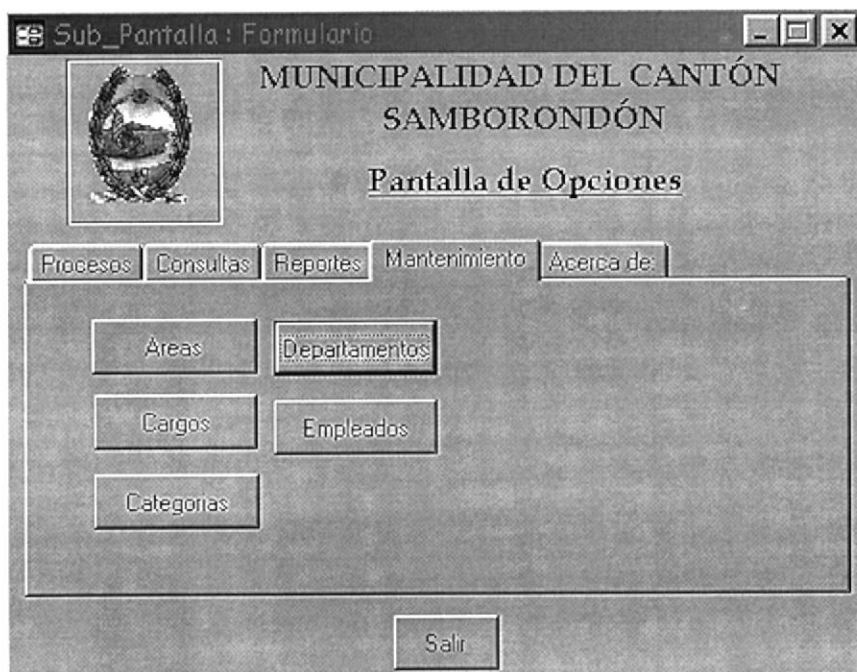 Sub_Pantalla : Formulario
MUNICIPALIDAD DEL CANTÓN
SAMBORONDÓN
Pantalla de Opciones
Procesos Consultas Reportes Mantenimiento Acerca de:
Areas Departamentos
Cargos Empleados
Categorias
Salir